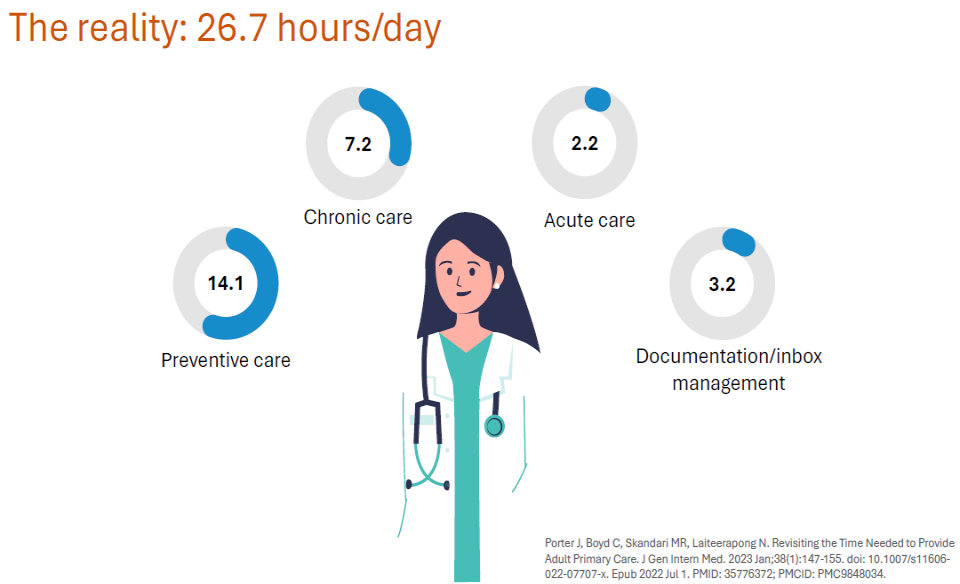 The reality: 26.7 hours/day
7.2
Chronic care
2.2
Acute care
14.1
Preventive care
3.2
Documentation/inbox
management
Porter J, Boyd C, Skandari MR, Laiteerapong N. Revisiting the Time Needed to Provide
Adult Primary Care. J Gen Intern Med. 2023 Jan;38(1):147-155. doi: 10.1007/s11606-
022-07707-x. Epub 2022 Jul 1. PMID: 35776372; PMCID: PMC9848034.